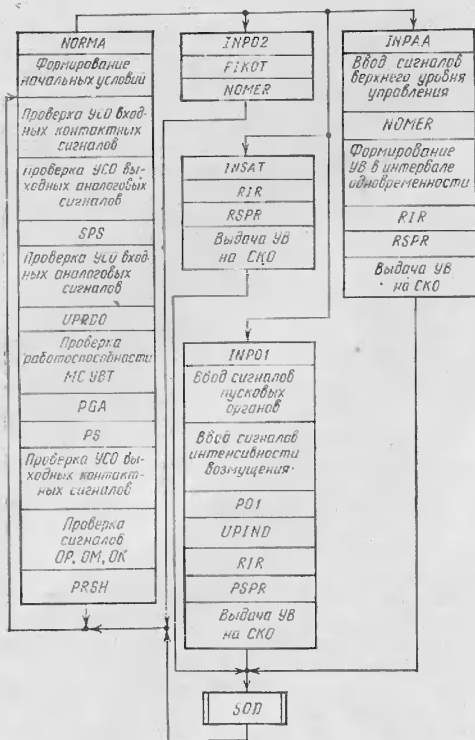 NORMA
Формирование
начальных условий
Проверка УСО вход-
ных контактных
сигналов
Проверка УСО вы-
ходных аналоговых
сигналов
SPS
Проверка УСО вход-
ных аналоговых
сигналов
UPRDO
Проверка
работоспособности
МС УВТ
PGA
PS
Проверка УСО вы-
ходных контакт-
ных сигналов
Проверка
сигналов
ОР, ОМ, ОК
PRSH
INPO2
FIKOT
NOMER
INSAT
RIR
RSPR
Выдача УВ
на СКО
INPO1
Ввод сигналов
пусковых
органов
Ввод сигналов
интенсивности
возмущения
PO1
UPIND
RIR
PSPR
Выдача УВ
на СКО
INPAA
Ввод сигналов
верхнего уровня
управления
NOMER
Формирование
УВ в интервале
одновременности
RIR
RSPR
Выдача УВ
на СКО
SOD